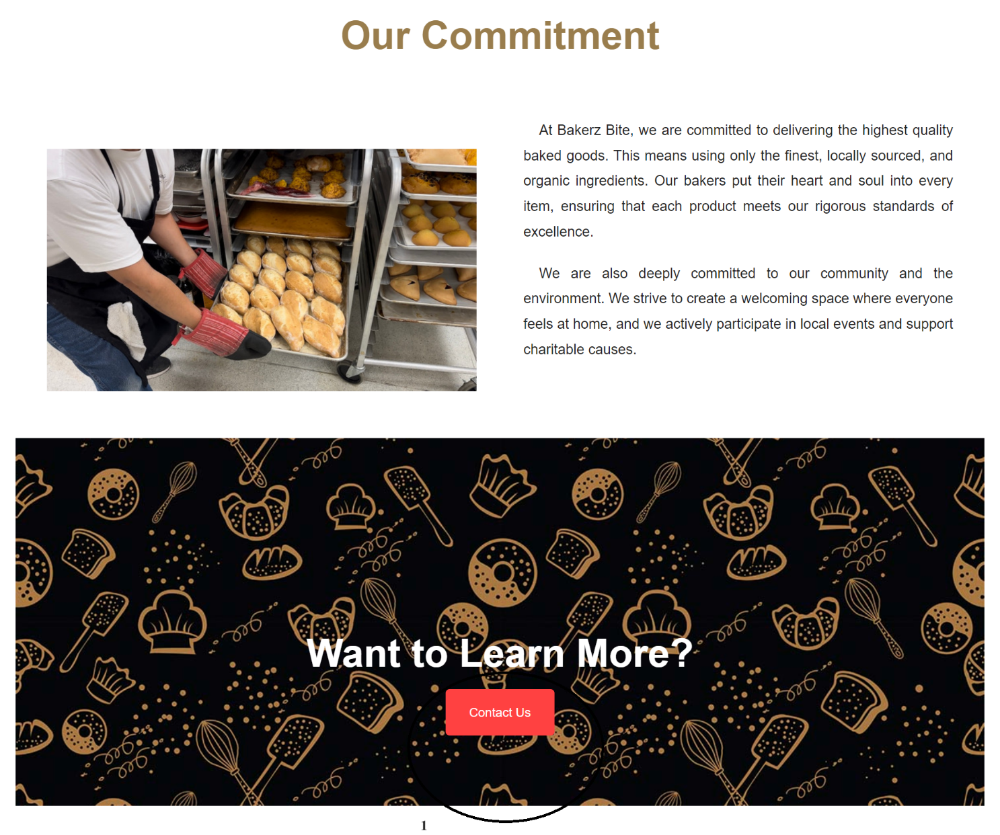 Our Commitment
At Bakerz Bite, we are committed to delivering the highest quality
baked goods. This means using only the finest, locally sourced, and
organic ingredients. Our bakers put their heart and soul into every
item, ensuring that each product meets our rigorous standards of
excellence.
We are also deeply committed to our community and the
environment. We strive to create a welcoming space where everyone
feels at home, and we actively participate in local events and support
charitable causes.
Want to Learn More?
Contact Us
1